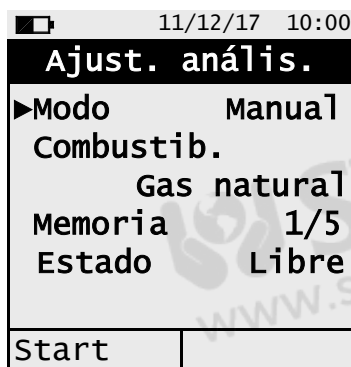 11/12/17 10:00
Ajust. anális.
►Modo Manual
Combustib.
Gas natural
Memoria 1/5
Estado Libre
Start